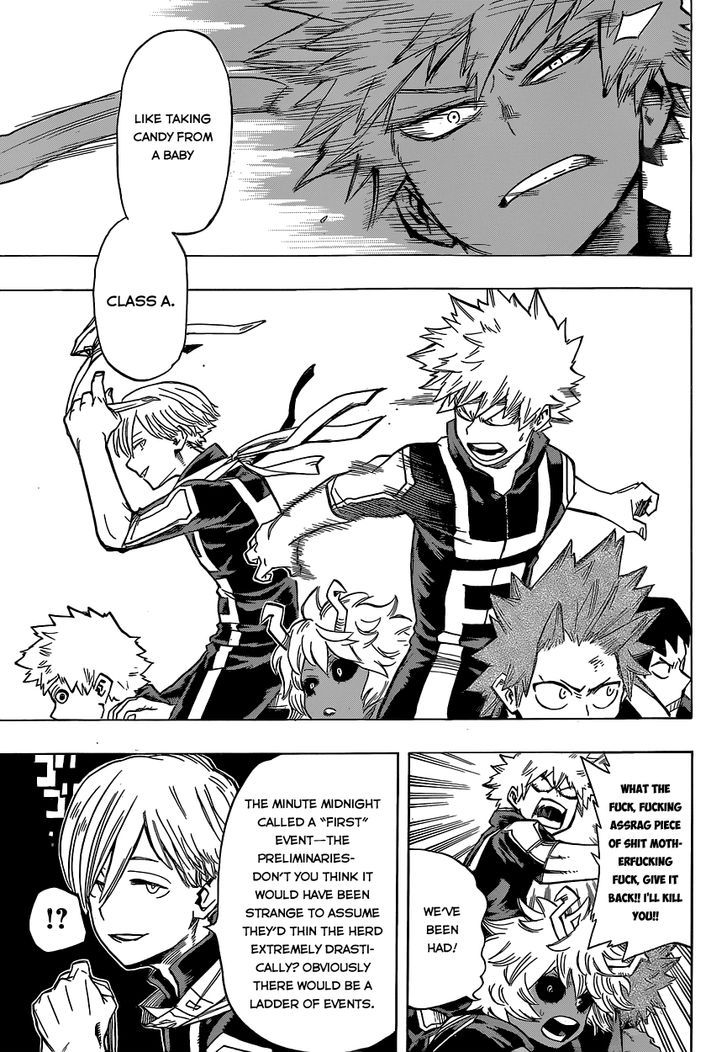 LIKE TAKING
CANDY FROM
A BABY
CLASS A.
WHAT THE
FUCK, FUCKING
ASSRAG PIECE
OF SHIT MOTH-
ERFUCKING
FUCK, GIVE IT
BACK!! I'LL KILL
YOU!!
WE'VE
BEEN
HAD!
THE MINUTE MIDNIGHT
CALLED A "FIRST"
EVENT--THE
PRELIMINARIES-
DON'T YOU THINK IT
WOULD HAVE BEEN
STRANGE TO ASSUME
THEY'D THIN THE HERD
EXTREMELY DRASTI-
CALLY? OBVIOUSLY
THERE WOULD BE A
LADDER OF EVENTS.
!?